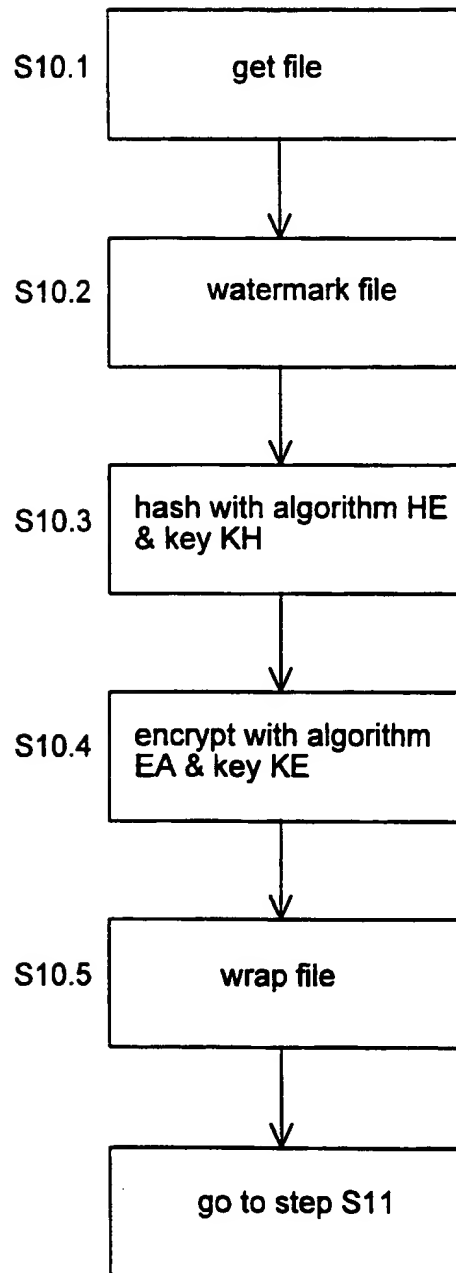 S10.1
get file
S10.2
watermark file
S10.3
hash with algorithm HE
& key KH
S10.4
encrypt with algorithm
EA & key KE
S10.5
wrap file
go to step S11